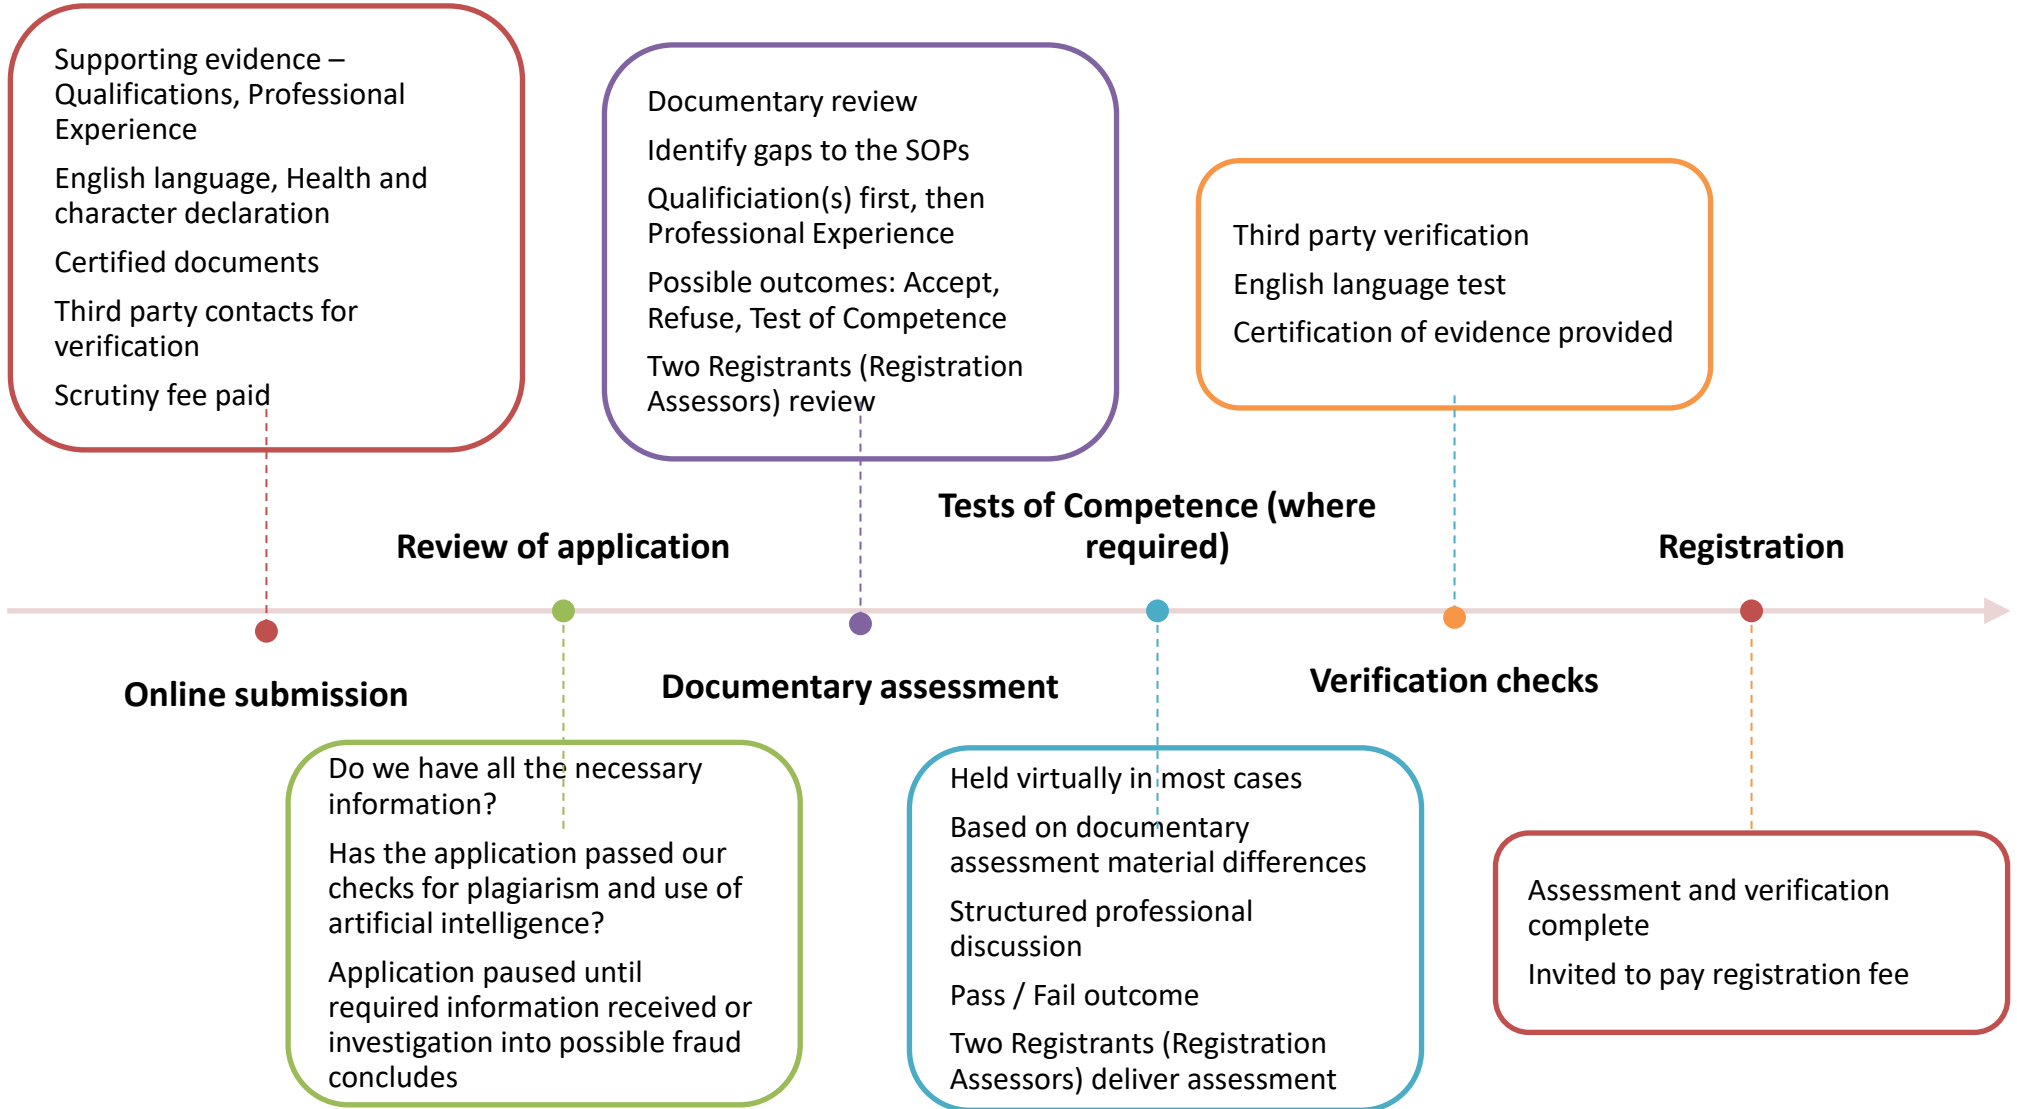 Supporting evidence –
Qualifications, Professional
Experience
English language, Health and
character declaration
Certified documents
Third party contacts for
verification
Scrutiny fee paid
Online submission
Review of application
Do we have all the necessary
information?
Has the application passed our
checks for plagiarism and use of
artificial intelligence?
Application paused until
required information received or
investigation into possible fraud
concludes
Documentary review
Identify gaps to the SOPs
Qualificiation(s) first, then
Professional Experience
Possible outcomes: Accept,
Refuse, Test of Competence
Two Registrants (Registration
Assessors) review
Documentary assessment
Tests of Competence (where
required)
Held virtually in most cases
Based on documentary
assessment material differences
Structured professional
discussion
Pass / Fail outcome
Two Registrants (Registration
Assessors) deliver assessment
Third party verification
English language test
Certification of evidence provided
Verification checks
Registration
Assessment and verification
complete
Invited to pay registration fee